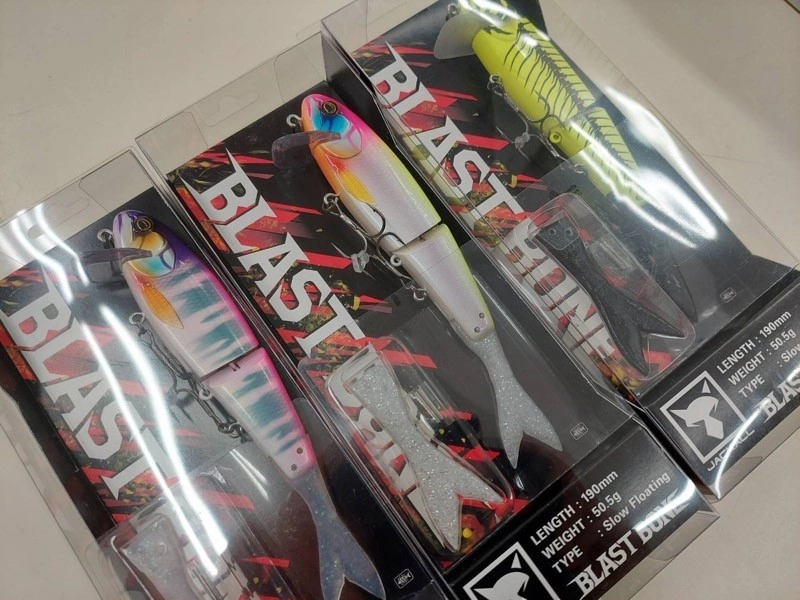 BLAST
BLAST
BLAST BONE
LENGTH : 190mm
WEIGHT : 50.5g
TYPE : Slow Floating
BLAST BONE
LENGTH : 190mm
WEIGHT : 50.5g
TYPE : Slow
JACKALL